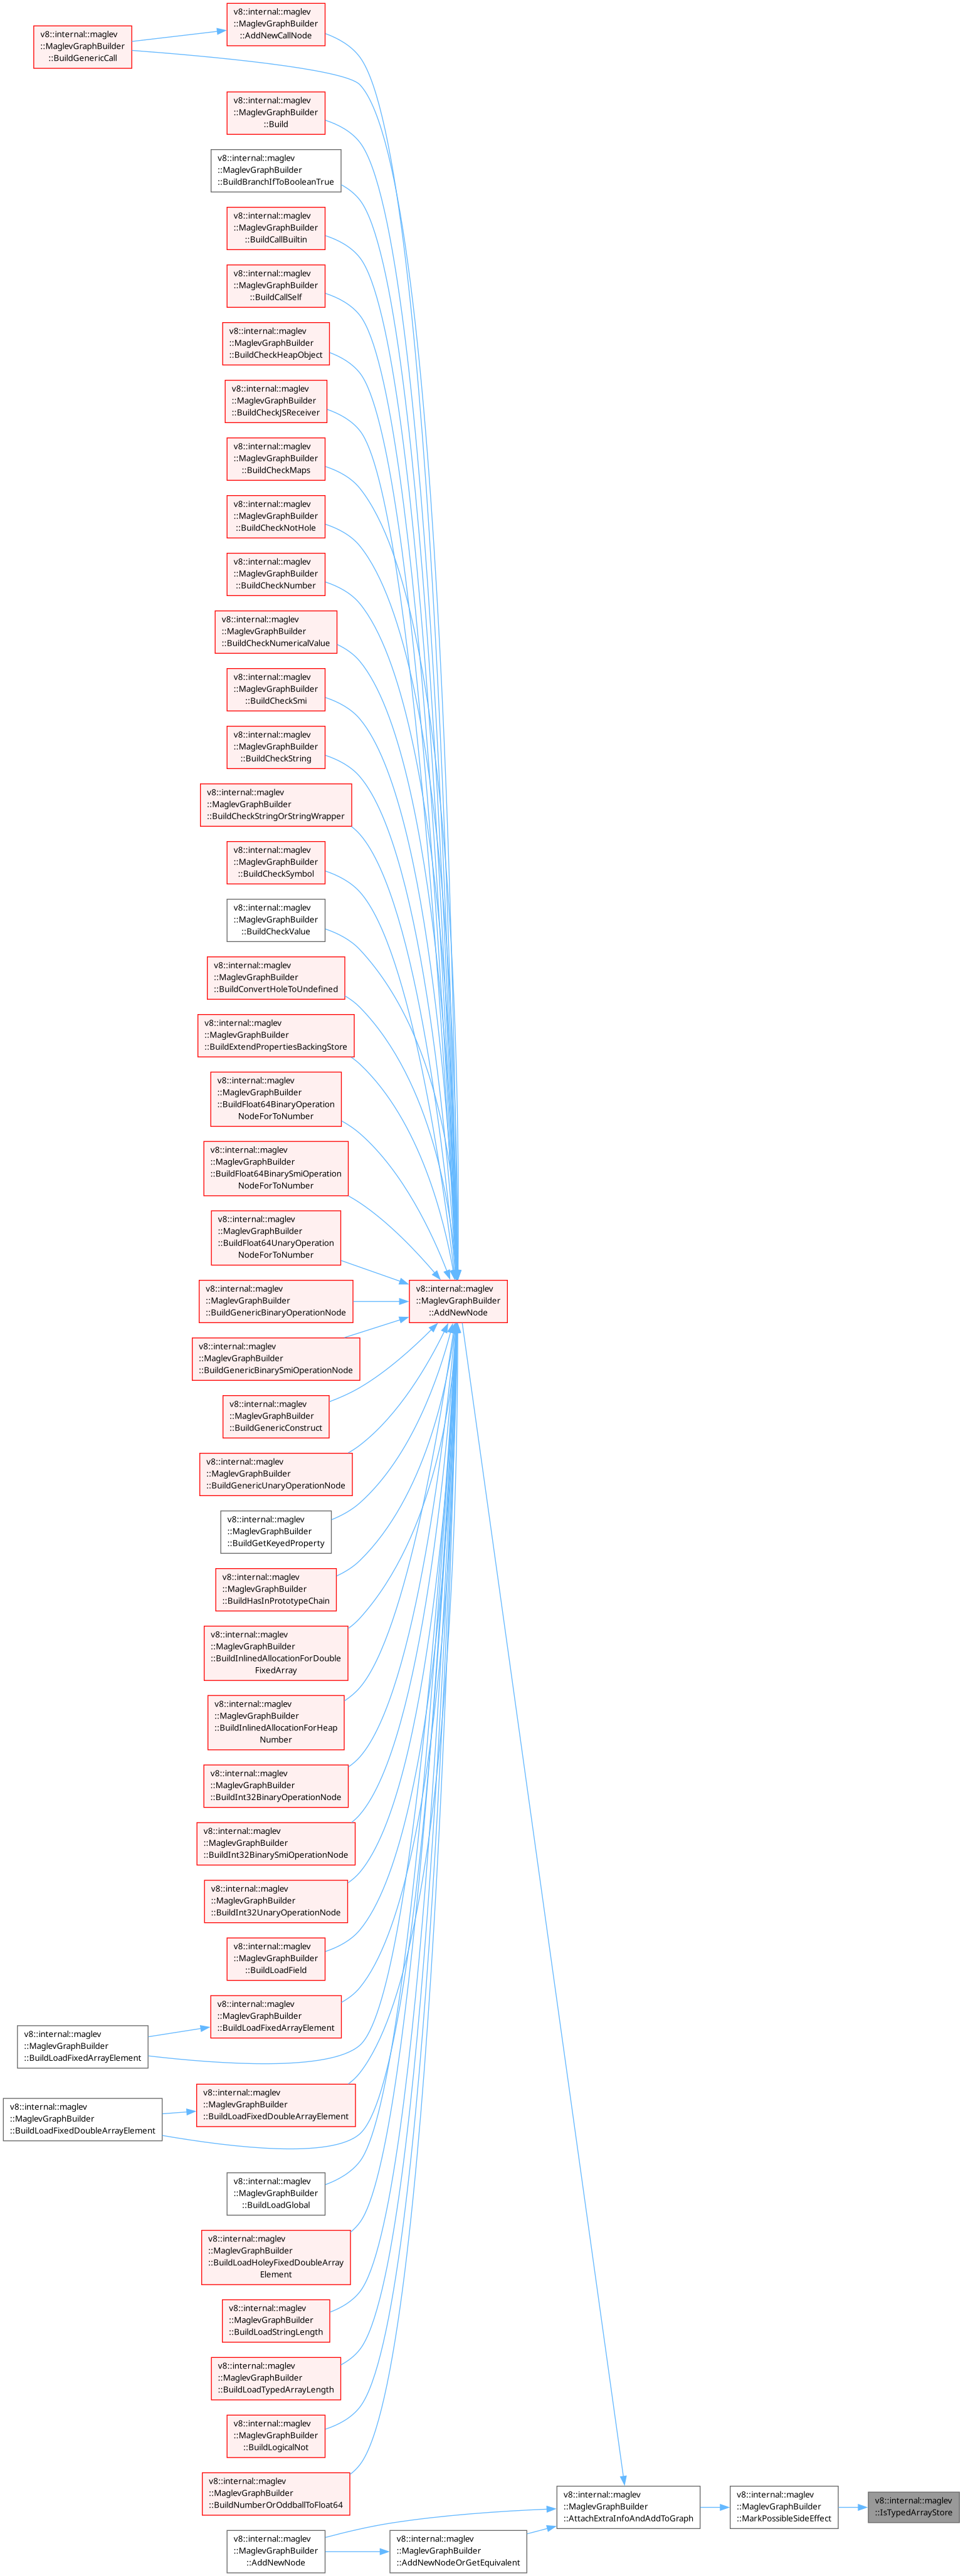 v8::internal::maglev
::MaglevGraphBuilder
::AddNewCallNode
v8::internal::maglev
::MaglevGraphBuilder
::BuildGenericCall
v8::internal::maglev
::MaglevGraphBuilder
::Build
v8::internal::maglev
::MaglevGraphBuilder
::BuildBranchIfToBooleanTrue
v8::internal::maglev
::MaglevGraphBuilder
::BuildCallBuiltin
v8::internal::maglev
::MaglevGraphBuilder
::BuildCallSelf
v8::internal::maglev
::MaglevGraphBuilder
::BuildCheckHeapObject
v8::internal::maglev
::MaglevGraphBuilder
::BuildCheckJSReceiver
v8::internal::maglev
::MaglevGraphBuilder
::BuildCheckMaps
v8::internal::maglev
::MaglevGraphBuilder
::BuildCheckNotHole
v8::internal::maglev
::MaglevGraphBuilder
::BuildCheckNumber
v8::internal::maglev
::MaglevGraphBuilder
::BuildCheckNumericalValue
v8::internal::maglev
::MaglevGraphBuilder
::BuildCheckSmi
v8::internal::maglev
::MaglevGraphBuilder
::BuildCheckString
v8::internal::maglev
::MaglevGraphBuilder
::BuildCheckStringOrStringWrapper
v8::internal::maglev
::MaglevGraphBuilder
::BuildCheckSymbol
v8::internal::maglev
::MaglevGraphBuilder
::BuildCheckValue
v8::internal::maglev
::MaglevGraphBuilder
::BuildConvertHoleToUndefined
v8::internal::maglev
::MaglevGraphBuilder
::BuildExtendPropertiesBackingStore
v8::internal::maglev
::MaglevGraphBuilder
::BuildFloat64BinaryOperation
NodeForToNumber
v8::internal::maglev
::MaglevGraphBuilder
::BuildFloat64BinarySmiOperation
NodeForToNumber
v8::internal::maglev
::MaglevGraphBuilder
::BuildFloat64UnaryOperation
NodeForToNumber
v8::internal::maglev
::MaglevGraphBuilder
::BuildGenericBinaryOperationNode
v8::internal::maglev
::MaglevGraphBuilder
::AddNewNode
v8::internal::maglev
::MaglevGraphBuilder
::BuildGenericBinarySmiOperationNode
v8::internal::maglev
::MaglevGraphBuilder
::BuildGenericConstruct
v8::internal::maglev
::MaglevGraphBuilder
::BuildGenericUnaryOperationNode
v8::internal::maglev
::MaglevGraphBuilder
::BuildGetKeyedProperty
v8::internal::maglev
::MaglevGraphBuilder
::BuildHasInPrototypeChain
v8::internal::maglev
::MaglevGraphBuilder
::BuildInlinedAllocationForDouble
FixedArray
v8::internal::maglev
::MaglevGraphBuilder
::BuildInlinedAllocationForHeap
Number
v8::internal::maglev
::MaglevGraphBuilder
::BuildInt32BinaryOperationNode
v8::internal::maglev
::MaglevGraphBuilder
::BuildInt32BinarySmiOperationNode
v8::internal::maglev
::MaglevGraphBuilder
::BuildInt32UnaryOperationNode
v8::internal::maglev
::MaglevGraphBuilder
::BuildLoadField
v8::internal::maglev
::MaglevGraphBuilder
::BuildLoadFixedArrayElement
v8::internal::maglev
::MaglevGraphBuilder
::BuildLoadFixedArrayElement
v8::internal::maglev
::MaglevGraphBuilder
::BuildLoadFixedDoubleArrayElement
v8::internal::maglev
::MaglevGraphBuilder
::BuildLoadFixedDoubleArrayElement
v8::internal::maglev
::MaglevGraphBuilder
::BuildLoadGlobal
v8::internal::maglev
::MaglevGraphBuilder
::BuildLoadHoleyFixedDoubleArray
Element
v8::internal::maglev
::MaglevGraphBuilder
::BuildLoadStringLength
v8::internal::maglev
::MaglevGraphBuilder
::BuildLoadTypedArrayLength
v8::internal::maglev
::MaglevGraphBuilder
::BuildLogicalNot
v8::internal::maglev
::MaglevGraphBuilder
::BuildNumberOrOddballToFloat64
v8::internal::maglev
::MaglevGraphBuilder
::AttachExtraInfoAndAddToGraph
v8::internal::maglev
::MaglevGraphBuilder
::MarkPossibleSideEffect
v8::internal::maglev
::IsTypedArrayStore
v8::internal::maglev
::MaglevGraphBuilder
::AddNewNode
v8::internal::maglev
::MaglevGraphBuilder
::AddNewNodeOrGetEquivalent